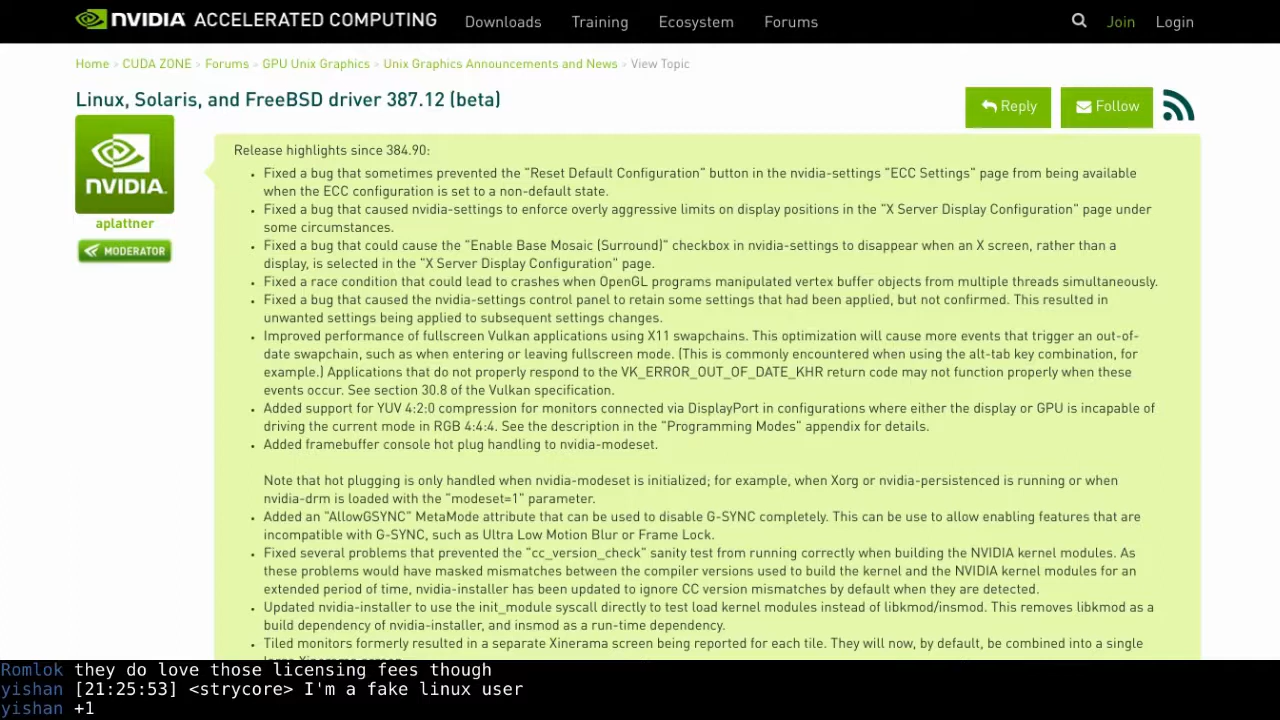 NVIDIA ACCELERATED COMPUTING Downloads Training Ecosystem Forums Join Login
Home > CUDA ZONE > Forums > GPU Unix Graphics > Unix Graphics Announcements and News > View Topic
Linux, Solaris, and FreeBSD driver 387.12 (beta)
Reply Follow
NVIDIA.
aplattner
MODERATOR
Release highlights since 384.90:
• Fixed a bug that sometimes prevented the "Reset Default Configuration" button in the nvidia-settings "ECC Settings" page from being available
when the ECC configuration is set to a non-default state.
• Fixed a bug that caused nvidia-settings to enforce overly aggressive limits on display positions in the "X Server Display Configuration" page under
some circumstances.
• Fixed a bug that could cause the "Enable Base Mosaic (Surround)" checkbox in nvidia-settings to disappear when an X screen, rather than a
display, is selected in the "X Server Display Configuration" page.
• Fixed a race condition that could lead to crashes when OpenGL programs manipulated vertex buffer objects from multiple threads simultaneously.
• Fixed a bug that caused the nvidia-settings control panel to retain some settings that had been applied, but not confirmed. This resulted in
unwanted settings being applied to subsequent settings changes.
• Improved performance of fullscreen Vulkan applications using X11 swapchains. This optimization will cause more events that trigger an out-of-
date swapchain, such as when entering or leaving fullscreen mode. (This is commonly encountered when using the alt-tab key combination, for
example.) Applications that do not properly respond to the VK_ERROR_OUT_OF_DATE_KHR return code may not function properly when these
events occur. See section 30.8 of the Vulkan specification.
• Added support for YUV 4:2:0 compression for monitors connected via DisplayPort in configurations where either the display or GPU is incapable of
driving the current mode in RGB 4:4:4. See the description in the "Programming Modes" appendix for details.
• Added framebuffer console hot plug handling to nvidia-modeset.
Note that hot plugging is only handled when nvidia-modeset is initialized; for example, when Xorg or nvidia-persistenced is running or when
nvidia-drm is loaded with the "modeset=1" parameter.
• Added an "AllowGSYNC" MetaMode attribute that can be used to disable G-SYNC completely. This can be use to allow enabling features that are
incompatible with G-SYNC, such as Ultra Low Motion Blur or Frame Lock.
• Fixed several problems that prevented the "cc_version_check" sanity test from running correctly when building the NVIDIA kernel modules. As
these problems would have masked mismatches between the compiler versions used to build the kernel and the NVIDIA kernel modules for an
extended period of time, nvidia-installer has been updated to ignore CC version mismatches by default when they are detected.
• Updated nvidia-installer to use the init_module syscall directly to test load kernel modules instead of libkmod/insmod. This removes libkmod as a
build dependency of nvidia-installer, and insmod as a run-time dependency.
• Tiled monitors formerly resulted in a separate Xinerama screen being reported for each tile. They will now, by default, be combined into a single
Romlok they do love those licensing fees though
yishan [21:25:53] <strycore> I'm a fake linux user
yishan +1